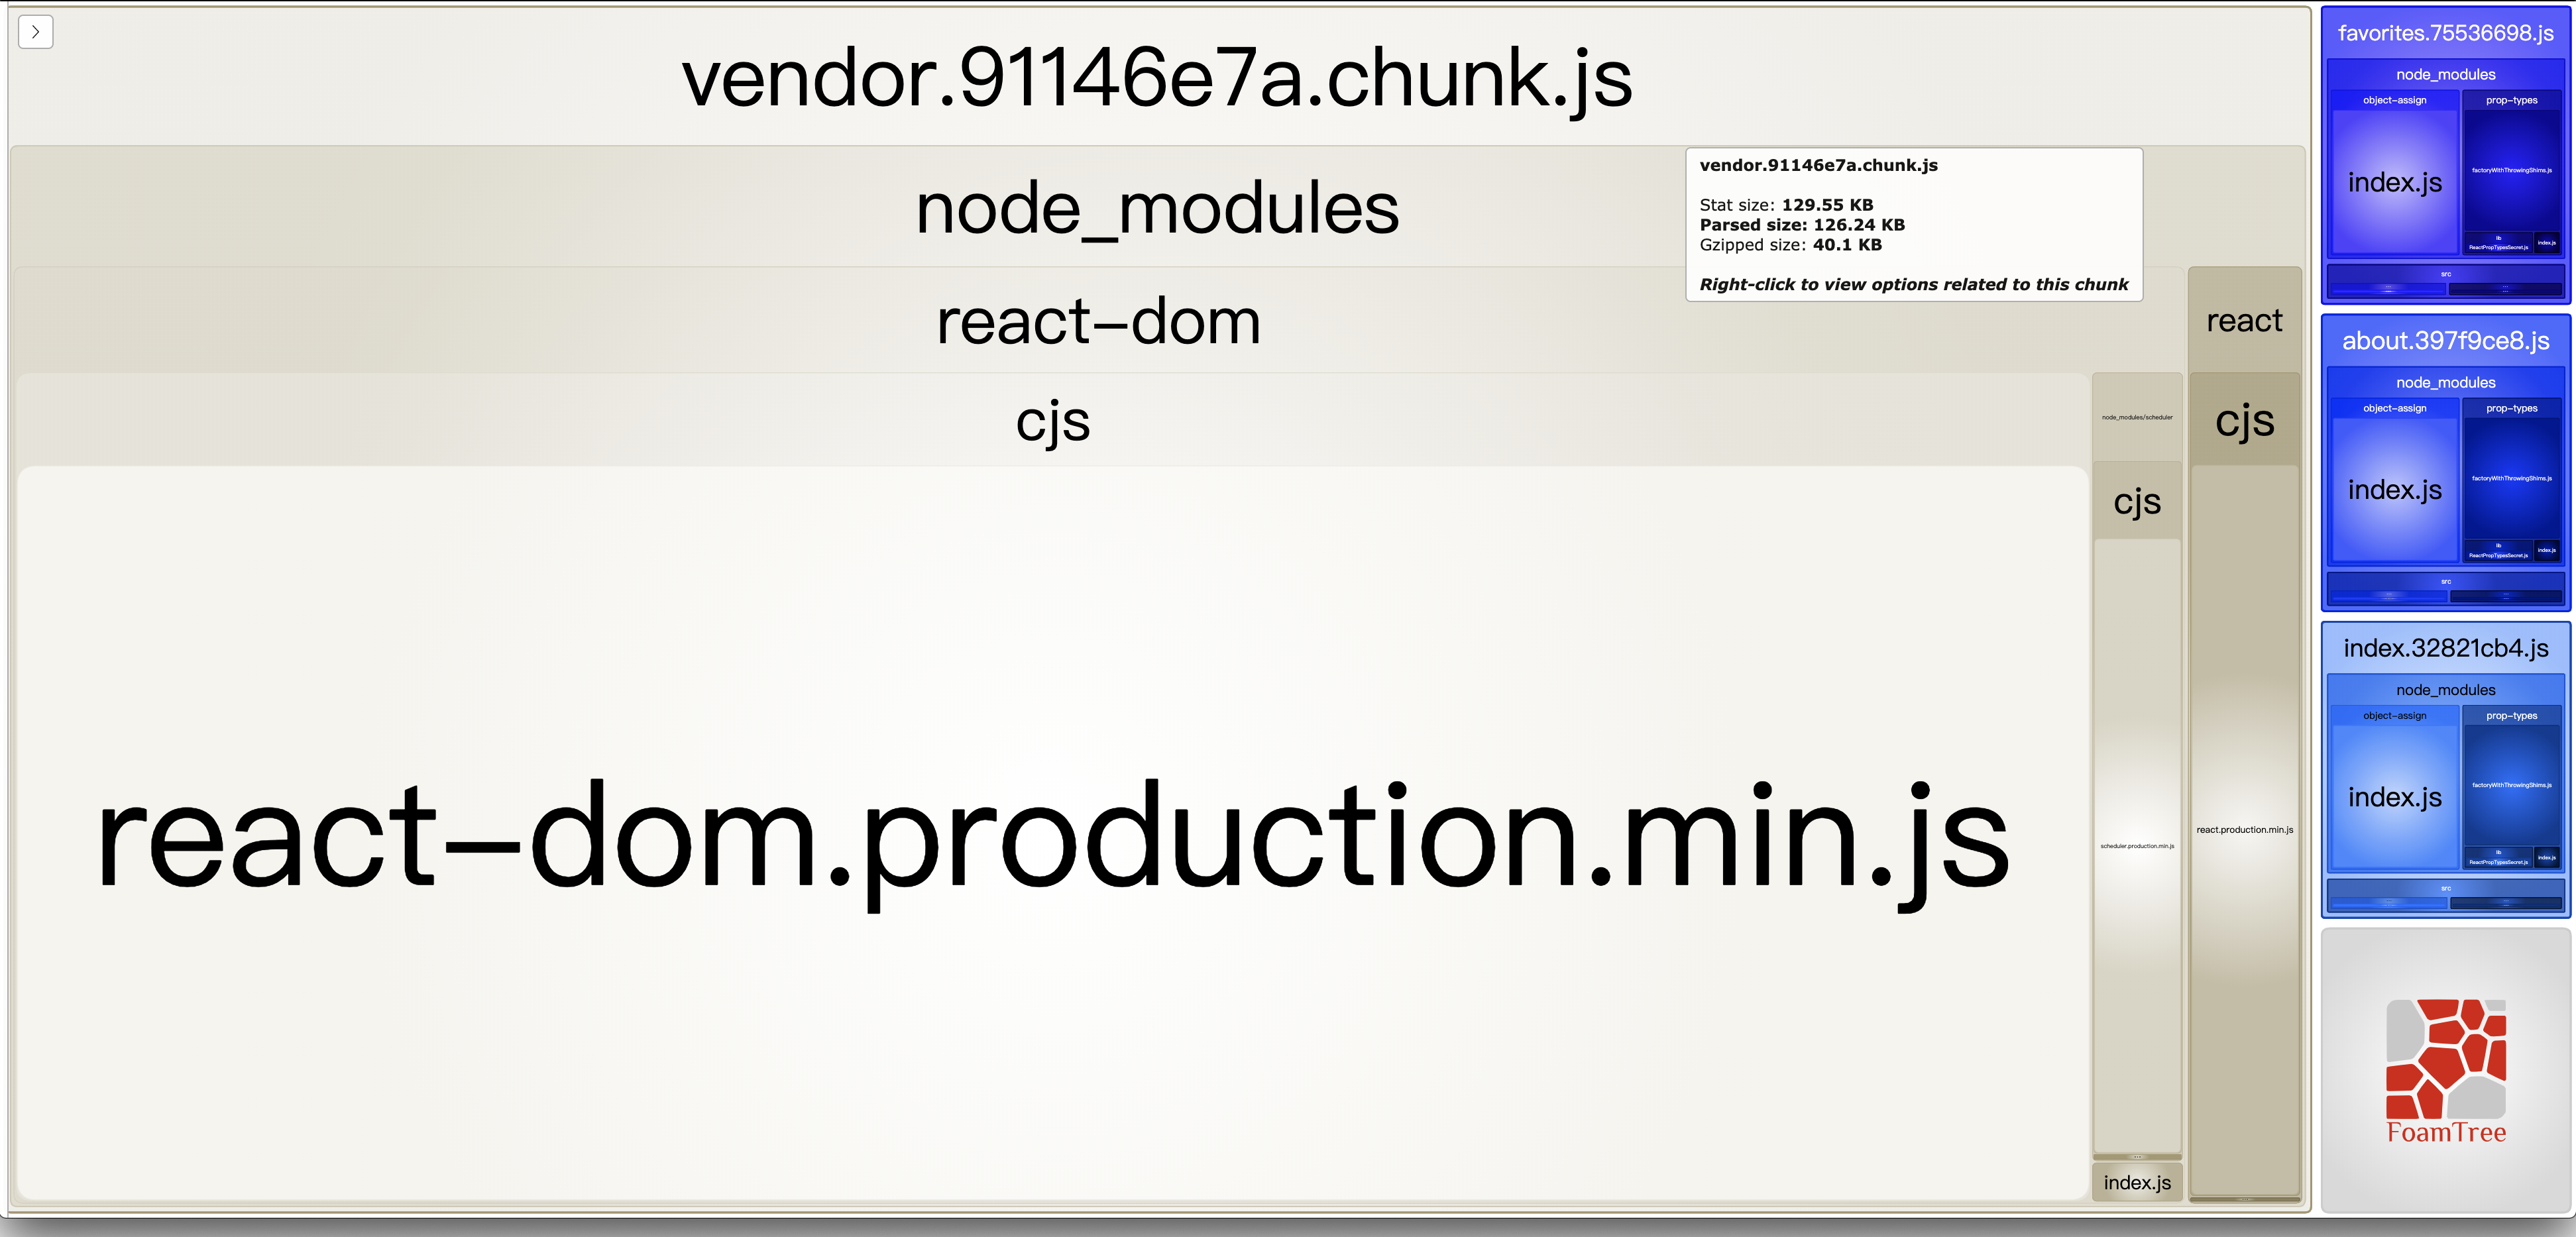 vendor.91146e7a.chunk.js
node_modules
vendor.91146e7a.chunk.js
Stat size: 129.55 KB
Parsed size: 126.24 KB
Gzipped size: 40.1 KB
Right-click to view options related to this chunk
react-dom
cjs
react-dom.production.min.js
node_modules/scheduler
cjs
scheduler.production.min.js
index.js
react
cjs
react.production.min.js
favorites.75536698.js
node_modules
object-assign
prop-types
index.js
factoryWithThrowingShims.js
lib
ReactPropTypesSecret.js
index.js
src
about.397f9ce8.js
node_modules
object-assign
prop-types
index.js
factoryWithThrowingShims.js
lib
ReactPropTypesSecret.js
index.js
src
index.32821cb4.js
node_modules
object-assign
prop-types
index.js
factoryWithThrowingShims.js
lib
ReactPropTypesSecret.js
index.js
src
FoamTree